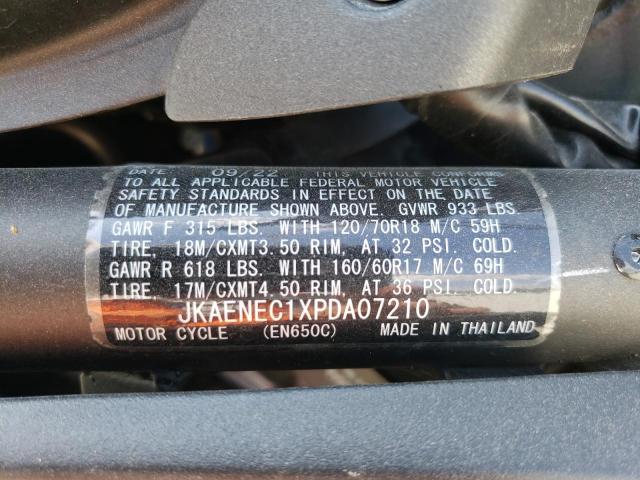 DATE 09/22 THIS VEHICLE CONFORMS
TO ALL APPLICABLE FEDERAL MOTOR VEHICLE
SAFETY STANDARDS IN EFFECT ON THE DATE
OF MANUFACTURE SHOWN ABOVE. GVWR 933 LBS
GAWR F 315 LBS. WITH 120/70R18 M/C 59H
TIRE, 18M/CXMT3.50 RIM, AT 32 PSI. COLD.
GAWR R 618 LBS. WITH 160/60R17 M/C 69H
TIRE, 17M/CXMT4.50 RIM, AT 36 PSI. COLD.
JKAENEC1XPDA07210
MOTOR CYCLE (EN650C) MADE IN THAILAND